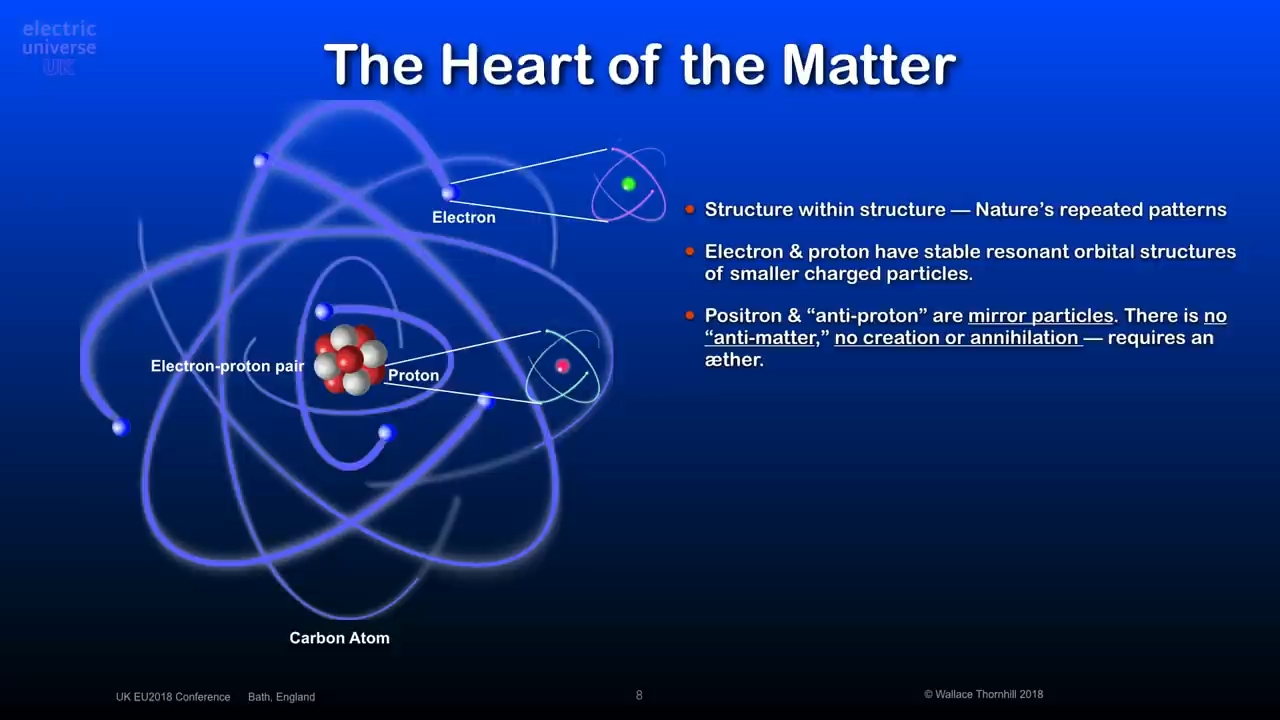 electric
universe
UK
The Heart of the Matter
Electron
• Structure within structure — Nature's repeated patterns
• Electron & proton have stable resonant orbital structures
of smaller charged particles.
• Positron & “anti-proton” are mirror particles. There is no
“anti-matter,” no creation or annihilation — requires an
æther.
Electron-proton pair
Proton
Carbon Atom
UK EU2018 Conference Bath, England
8
© Wallace Thornhill 2018